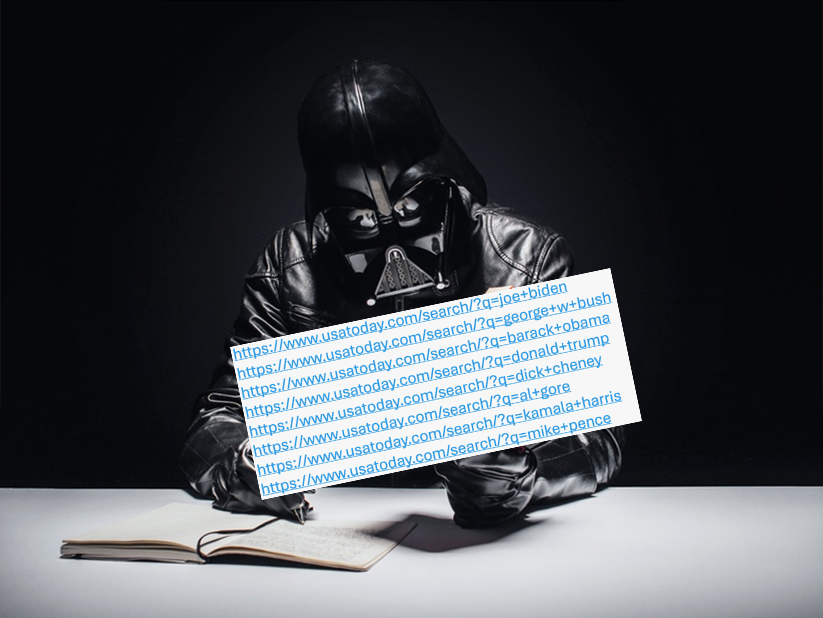 https://www.usatoday.com/search/?q=joe+biden
https://www.usatoday.com/search/?q=george+w+bush
https://www.usatoday.com/search/?q=barack+obama
https://www.usatoday.com/search/?q=donald+trump
https://www.usatoday.com/search/?q=dick+cheney
https://www.usatoday.com/search/?q=al+gore
https://www.usatoday.com/search/?q=kamala+harris
https://www.usatoday.com/search/?q=mike+pence